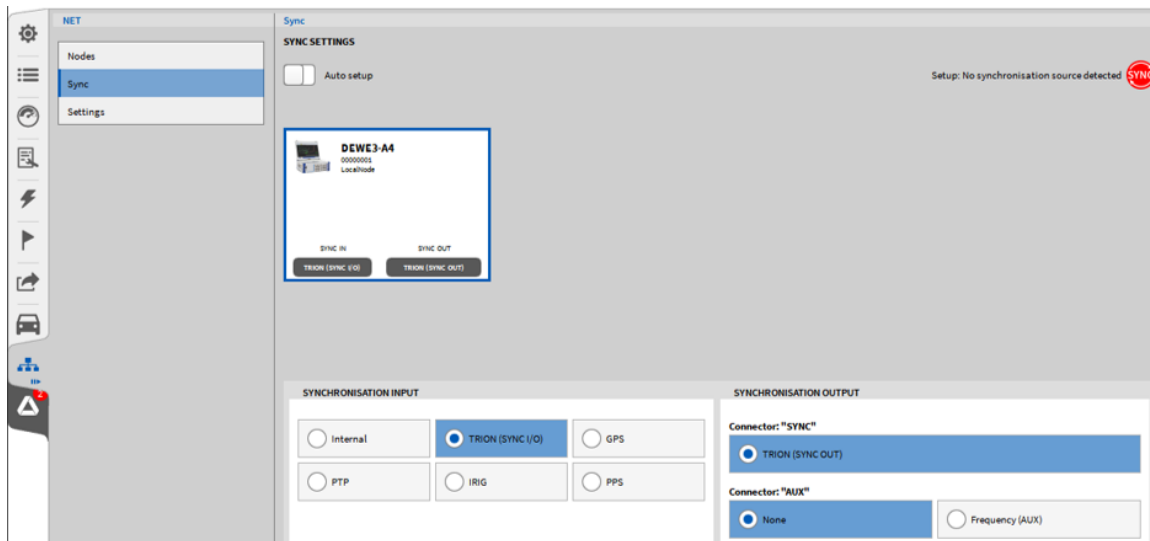 NET
Nodes
Sync
Settings
2
Sync
SYNC SETTINGS
Auto setup
Setup: No synchronisation source detected
SYNC
DEWE3-A4
00000001
LocalNode
SYNC IN SYNC OUT
TRION (SYNC I/O) TRION (SYNC OUT)
SYNCHRONISATION INPUT
Internal TRION (SYNC I/O) GPS
PTP IRIG PPS
SYNCHRONISATION OUTPUT
Connector: "SYNC"
TRION (SYNC OUT)
Connector: "AUX"
None Frequency (AUX)